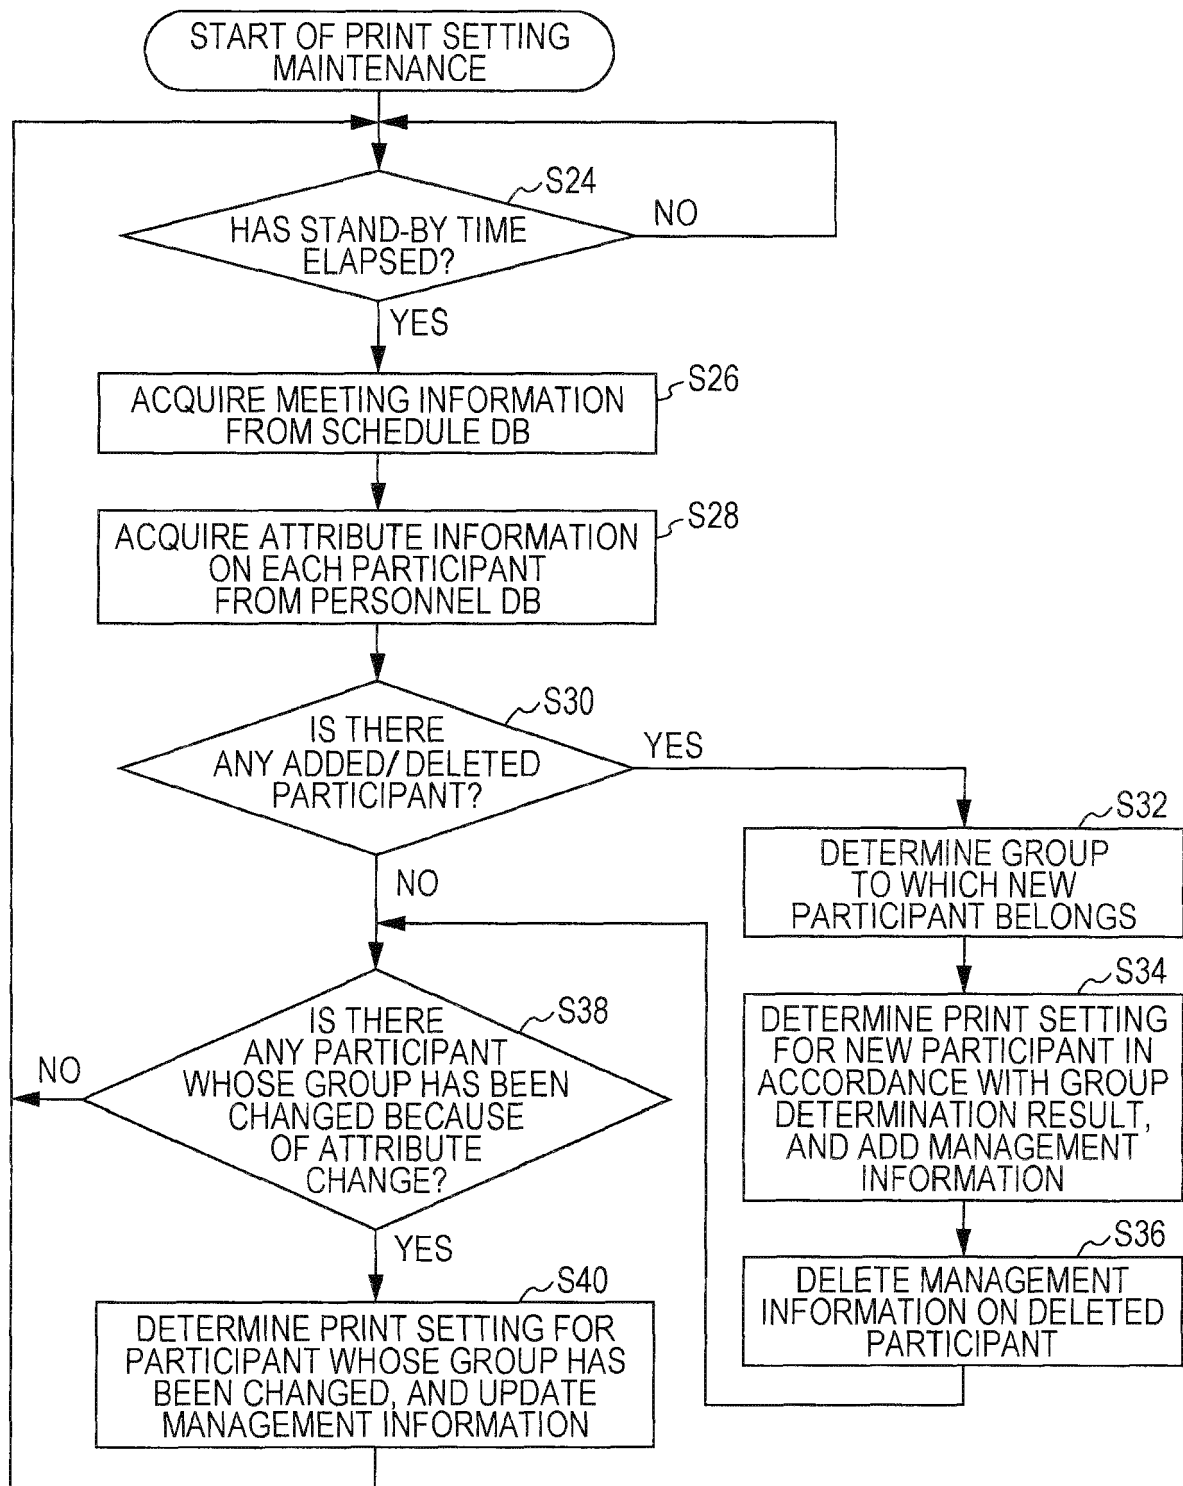 START OF PRINT SETTING
MAINTENANCE
S24
HAS STAND-BY TIME
ELAPSED?
NO
YES
S26
ACQUIRE MEETING INFORMATION
FROM SCHEDULE DB
S28
ACQUIRE ATTRIBUTE INFORMATION
ON EACH PARTICIPANT
FROM PERSONNEL DB
S30
IS THERE
ANY ADDED/DELETED
PARTICIPANT?
YES
NO
S32
DETERMINE GROUP
TO WHICH NEW
PARTICIPANT BELONGS
S34
DETERMINE PRINT SETTING
FOR NEW PARTICIPANT IN
ACCORDANCE WITH GROUP
DETERMINATION RESULT,
AND ADD MANAGEMENT
INFORMATION
S36
DELETE MANAGEMENT
INFORMATION ON DELETED
PARTICIPANT
S38
IS THERE
ANY PARTICIPANT
WHOSE GROUP HAS BEEN
CHANGED BECAUSE
OF ATTRIBUTE
CHANGE?
NO
YES
S40
DETERMINE PRINT SETTING FOR
PARTICIPANT WHOSE GROUP HAS
BEEN CHANGED, AND UPDATE
MANAGEMENT INFORMATION